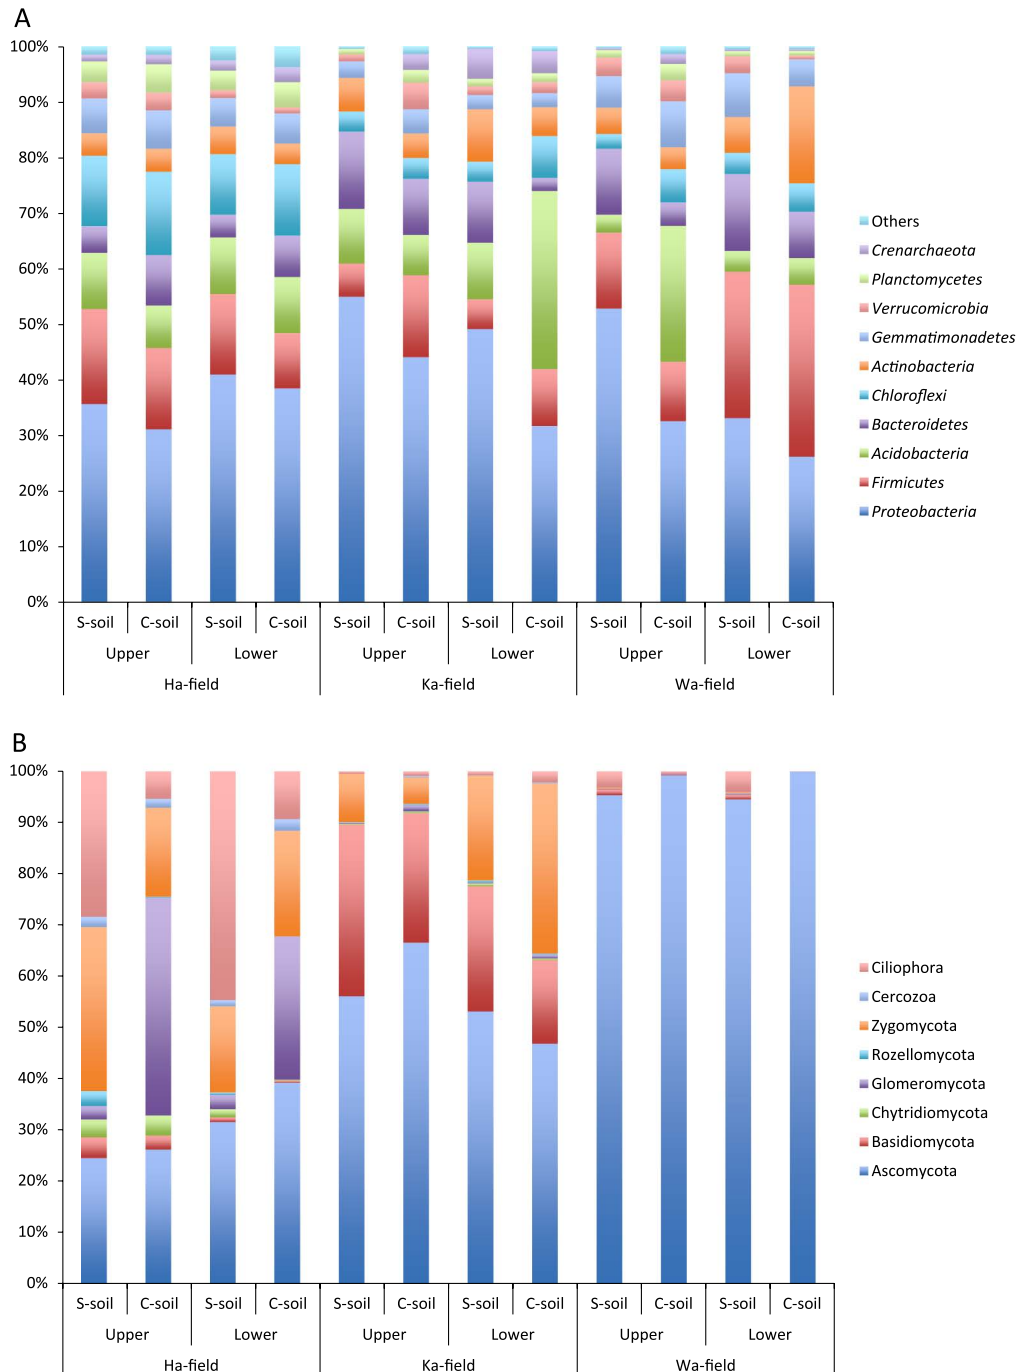 A
100%
90%
80%
70%
60%
50%
40%
30%
20%
10%
0%
Others
Crenarchaeota
Planctomycetes
Verrucomicrobia
Gemmatimonadetes
Actinobacteria
Chloroflexi
Bacteroidetes
Acidobacteria
Firmicutes
Proteobacteria
S-soil C-soil S-soil C-soil S-soil C-soil S-soil C-soil S-soil C-soil S-soil C-soil
Upper Lower Upper Lower Upper Lower
Ha-field Ka-field Wa-field
B
100%
90%
80%
70%
60%
50%
40%
30%
20%
10%
0%
Ciliophora
Cercozoa
Zygomycota
Rozellomycota
Glomeromycota
Chytridiomycota
Basidiomycota
Ascomycota
S-soil C-soil S-soil C-soil S-soil C-soil S-soil C-soil S-soil C-soil S-soil C-soil
Upper Lower Upper Lower Upper Lower
Ha-field Ka-field Wa-field